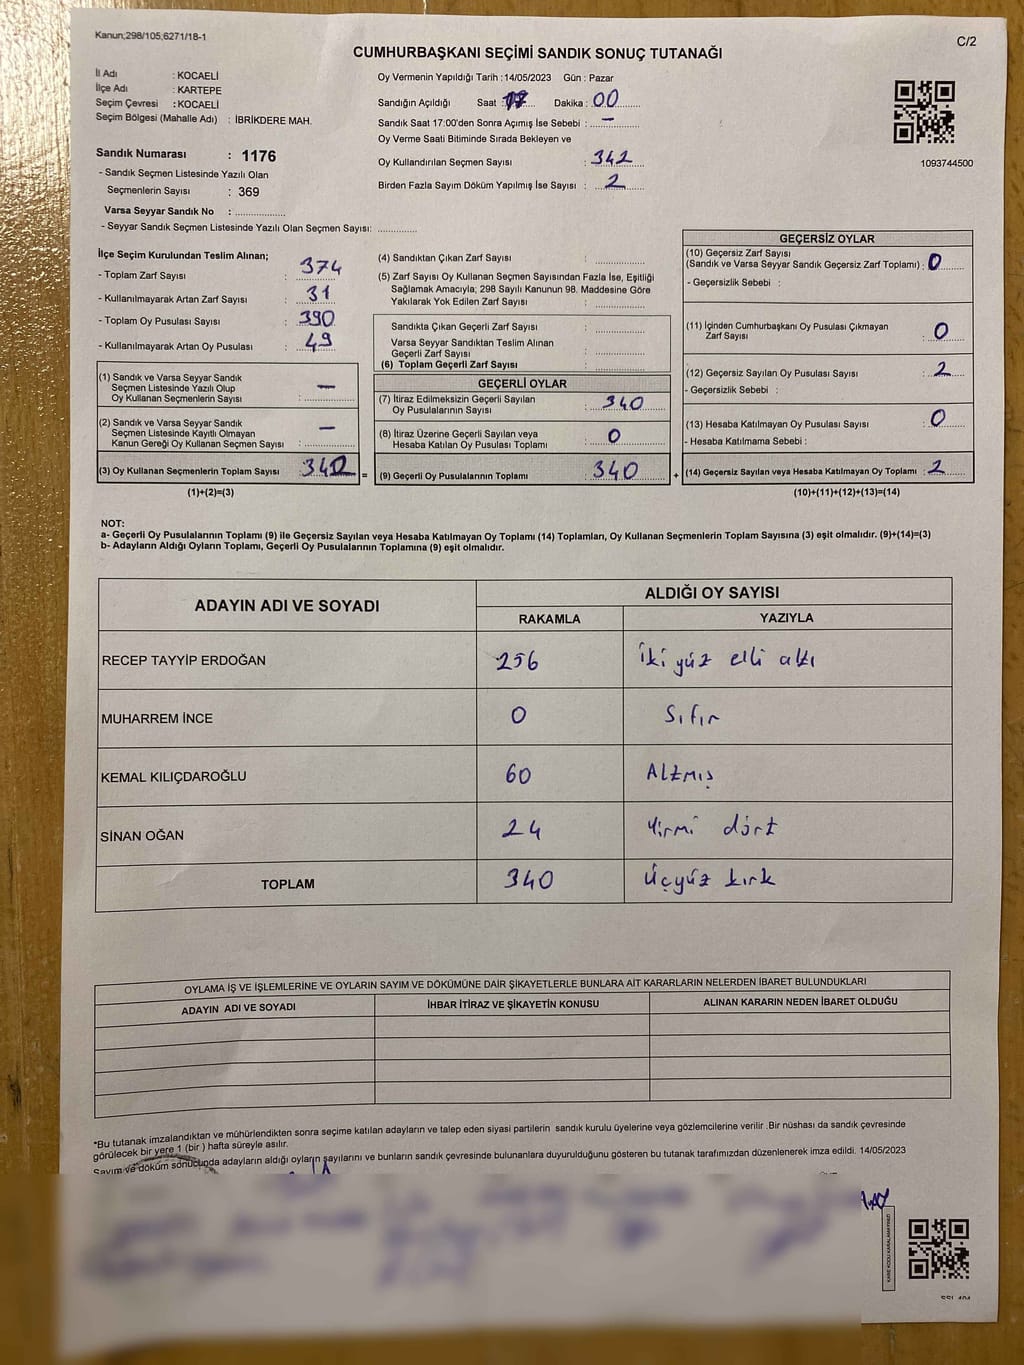 Kanun;298/105,6271/18-1
C/2
CUMHURBAŞKANI SEÇİMİ SANDIK SONUÇ TUTANAĞI
İl Adı : KOCAELİ
İlçe Adı : KARTEPE
Seçim Çevresi : KOCAELİ
Seçim Bölgesi (Mahalle Adı) : İBRİKDERE MAH.
Sandık Numarası : 1176
- Sandık Seçmen Listesinde Yazılı Olan
Seçmenlerin Sayısı : 369
Varsa Seyyar Sandık No : ................
- Seyyar Sandık Seçmen Listesinde Yazılı Olan Seçmen Sayısı: ............
Oy Vermenin Yapıldığı Tarih :14/05/2023 Gün : Pazar
Sandığın Açıldığı Saat : 17 Dakika : 00
Sandık Saat 17:00'den Sonra Açımış İse Sebebi : –
Oy Verme Saati Bitiminde Sırada Bekleyen ve
Oy Kullandırılan Seçmen Sayısı : 342
Birden Fazla Sayım Döküm Yapılmış İse Sayısı : 2
1093744500
İlçe Seçim Kurulundan Teslim Alınan;
- Toplam Zarf Sayısı : 374
- Kullanılmayarak Artan Zarf Sayısı : 31
- Toplam Oy Pusulası Sayısı : 390
- Kullanılmayarak Artan Oy Pusulası : 49
(1) Sandık ve Varsa Seyyar Sandık
Seçmen Listesinde Yazılı Olup
Oy Kullanan Seçmenlerin Sayısı : –
(2) Sandık ve Varsa Seyyar Sandık
Seçmen Listesinde Kayıtlı Olmayan
Kanun Gereği Oy Kullanan Seçmen Sayısı : –
(3) Oy Kullanan Seçmenlerin Toplam Sayısı : 342 =
(1)+(2)=(3)
(4) Sandıktan Çıkan Zarf Sayısı : ............
(5) Zarf Sayısı Oy Kullanan Seçmen Sayısından Fazla İse, Eşitliği
Sağlamak Amacıyla; 298 Sayılı Kanunun 98. Maddesine Göre
Yakılarak Yok Edilen Zarf Sayısı : ............
Sandıkta Çıkan Geçerli Zarf Sayısı : ............
Varsa Seyyar Sandıktan Teslim Alınan
Geçerli Zarf Sayısı : ............
(6) Toplam Geçerli Zarf Sayısı : ............
GEÇERLİ OYLAR
(7) İtiraz Edilmeksizin Geçerli Sayılan
Oy Pusulalarının Sayısı : 340
(8) İtiraz Üzerine Geçerli Sayılan veya
Hesaba Katılan Oy Pusulası Toplamı : 0
(9) Geçerli Oy Pusulalarının Toplamı : 340 +
GEÇERSİZ OYLAR
(10) Geçersiz Zarf Sayısı
(Sandık ve Varsa Seyyar Sandık Geçersiz Zarf Toplamı) : 0
- Geçersizlik Sebebi :
(11) İçinden Cumhurbaşkanı Oy Pusulası Çıkmayan
Zarf Sayısı : 0
(12) Geçersiz Sayılan Oy Pusulası Sayısı : 2
- Geçersizlik Sebebi :
(13) Hesaba Katılmayan Oy Pusulası Sayısı : 0
- Hesaba Katılmama Sebebi :
(14) Geçersiz Sayılan veya Hesaba Katılmayan Oy Toplamı : 2
(10)+(11)+(12)+(13)=(14)
NOT:
a- Geçerli Oy Pusulalarının Toplamı (9) ile Geçersiz Sayılan veya Hesaba Katılmayan Oy Toplamı (14) Toplamları, Oy Kullanan Seçmenlerin Toplam Sayısına (3) eşit olmalıdır. (9)+(14)=(3)
b- Adayların Aldığı Oyların Toplamı, Geçerli Oy Pusulalarının Toplamına (9) eşit olmalıdır.
ADAYIN ADI VE SOYADI ALDIĞI OY SAYISI
RAKAMLA YAZIYLA
RECEP TAYYİP ERDOĞAN 256 İki yüz elli altı
MUHARREM İNCE 0 Sıfır
KEMAL KILIÇDAROĞLU 60 Altmış
SİNAN OĞAN 24 Yirmi dört
TOPLAM 340 Üçyüz kırk
OYLAMA İŞ VE İŞLEMLERİNE VE OYLARIN SAYIM VE DÖKÜMÜNE DAİR ŞİKAYETLERLE BUNLARA AİT KARARLARIN NELERDEN İBARET BULUNDUKLARI
ADAYIN ADI VE SOYADI İHBAR İTİRAZ VE ŞİKAYETİN KONUSU ALINAN KARARIN NEDEN İBARET OLDUĞU
*Bu tutanak imzalandıktan ve mühürlendikten sonra seçime katılan adayların ve talep eden siyasi partilerin sandık kurulu üyelerine veya gözlemcilerine verilir .Bir nüshası da sandık çevresinde
görülecek bir yere 1 (bir ) hafta süreyle asılır.
Sayım ve döküm sonucunda adayların aldığı oyların sayılarını ve bunların sandık çevresinde bulunanlara duyurulduğunu gösteren bu tutanak tarafımızdan düzenlenerek imza edildi. 14/05/2023